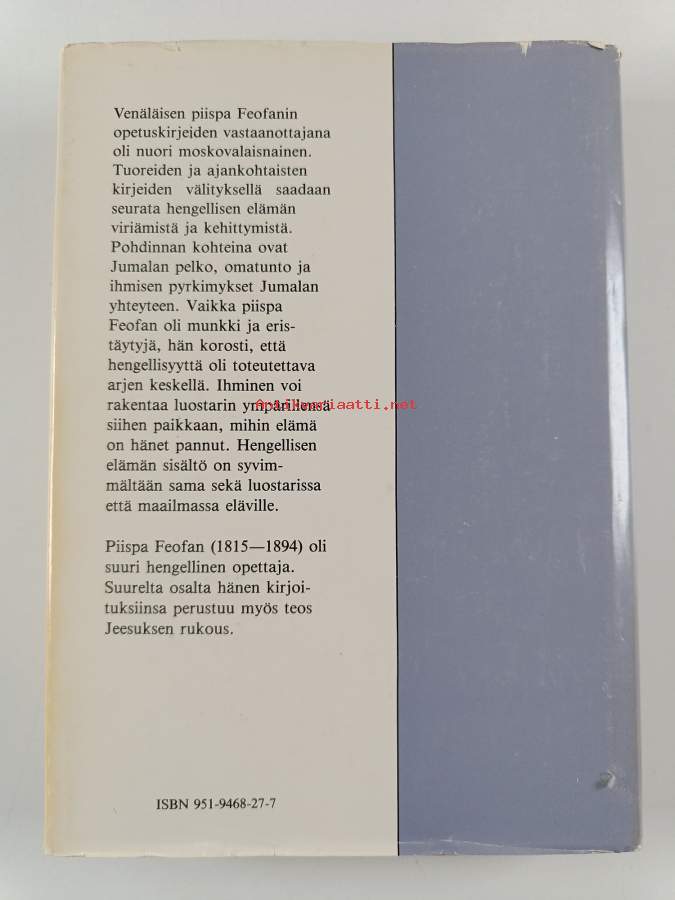 Venäläisen piispa Feofanin
opetuskirjeiden vastaanottajana
oli nuori moskovalaisnainen.
Tuoreiden ja ajankohtaisten
kirjeiden välityksellä saadaan
seurata hengellisen elämän
viriämistä ja kehittymistä.
Pohdinnan kohteina ovat
Jumalan pelko, omatunto ja
ihmisen pyrkimykset Jumalan
yhteyteen. Vaikka piispa
Feofan oli munkki ja eris-
täytyjä, hän korosti, että
hengellisyyttä oli toteutettava
arjen keskellä. Ihminen voi
rakentaa luostarin ympärillensä
Antikvariaatti.net
siihen paikkaan, mihin elämä
on hänet pannut. Hengellisen
elämän sisältö on syvim-
mältään sama sekä luostarissa
että maailmassa eläville.
Piispa Feofan (1815—1894) oli
suuri hengellinen opettaja.
Suurelta osalta hänen kirjoi-
tuksiinsa perustuu myös teos
Jeesuksen rukous.
ISBN 951-9468-27-7